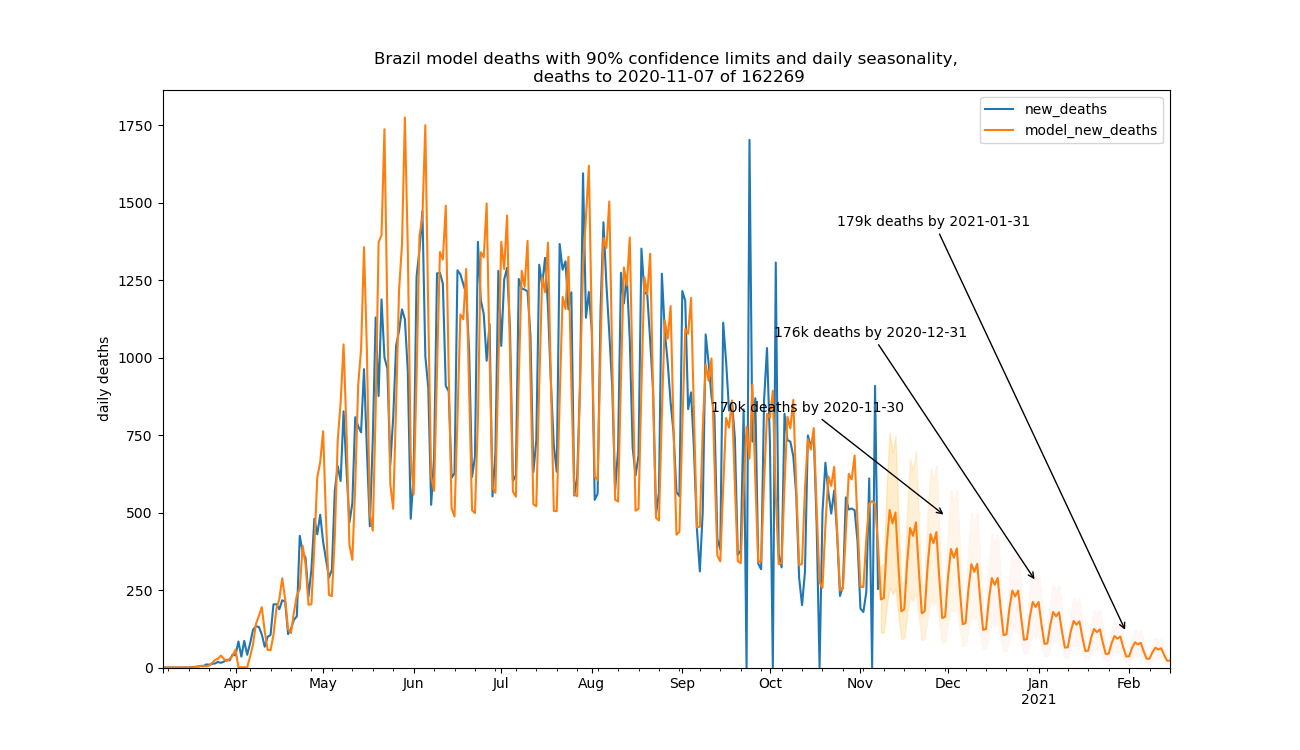 Brazil model deaths with 90% confidence limits and daily seasonality,
deaths to 2020-11-07 of 162269
new_deaths
model_new_deaths
179k deaths by 2021-01-31
176k deaths by 2020-12-31
170k deaths by 2020-11-30
daily deaths
1750
1500
1250
1000
750
500
250
0
Apr May Jun Jul Aug Sep Oct Nov Dec Jan Feb
2021